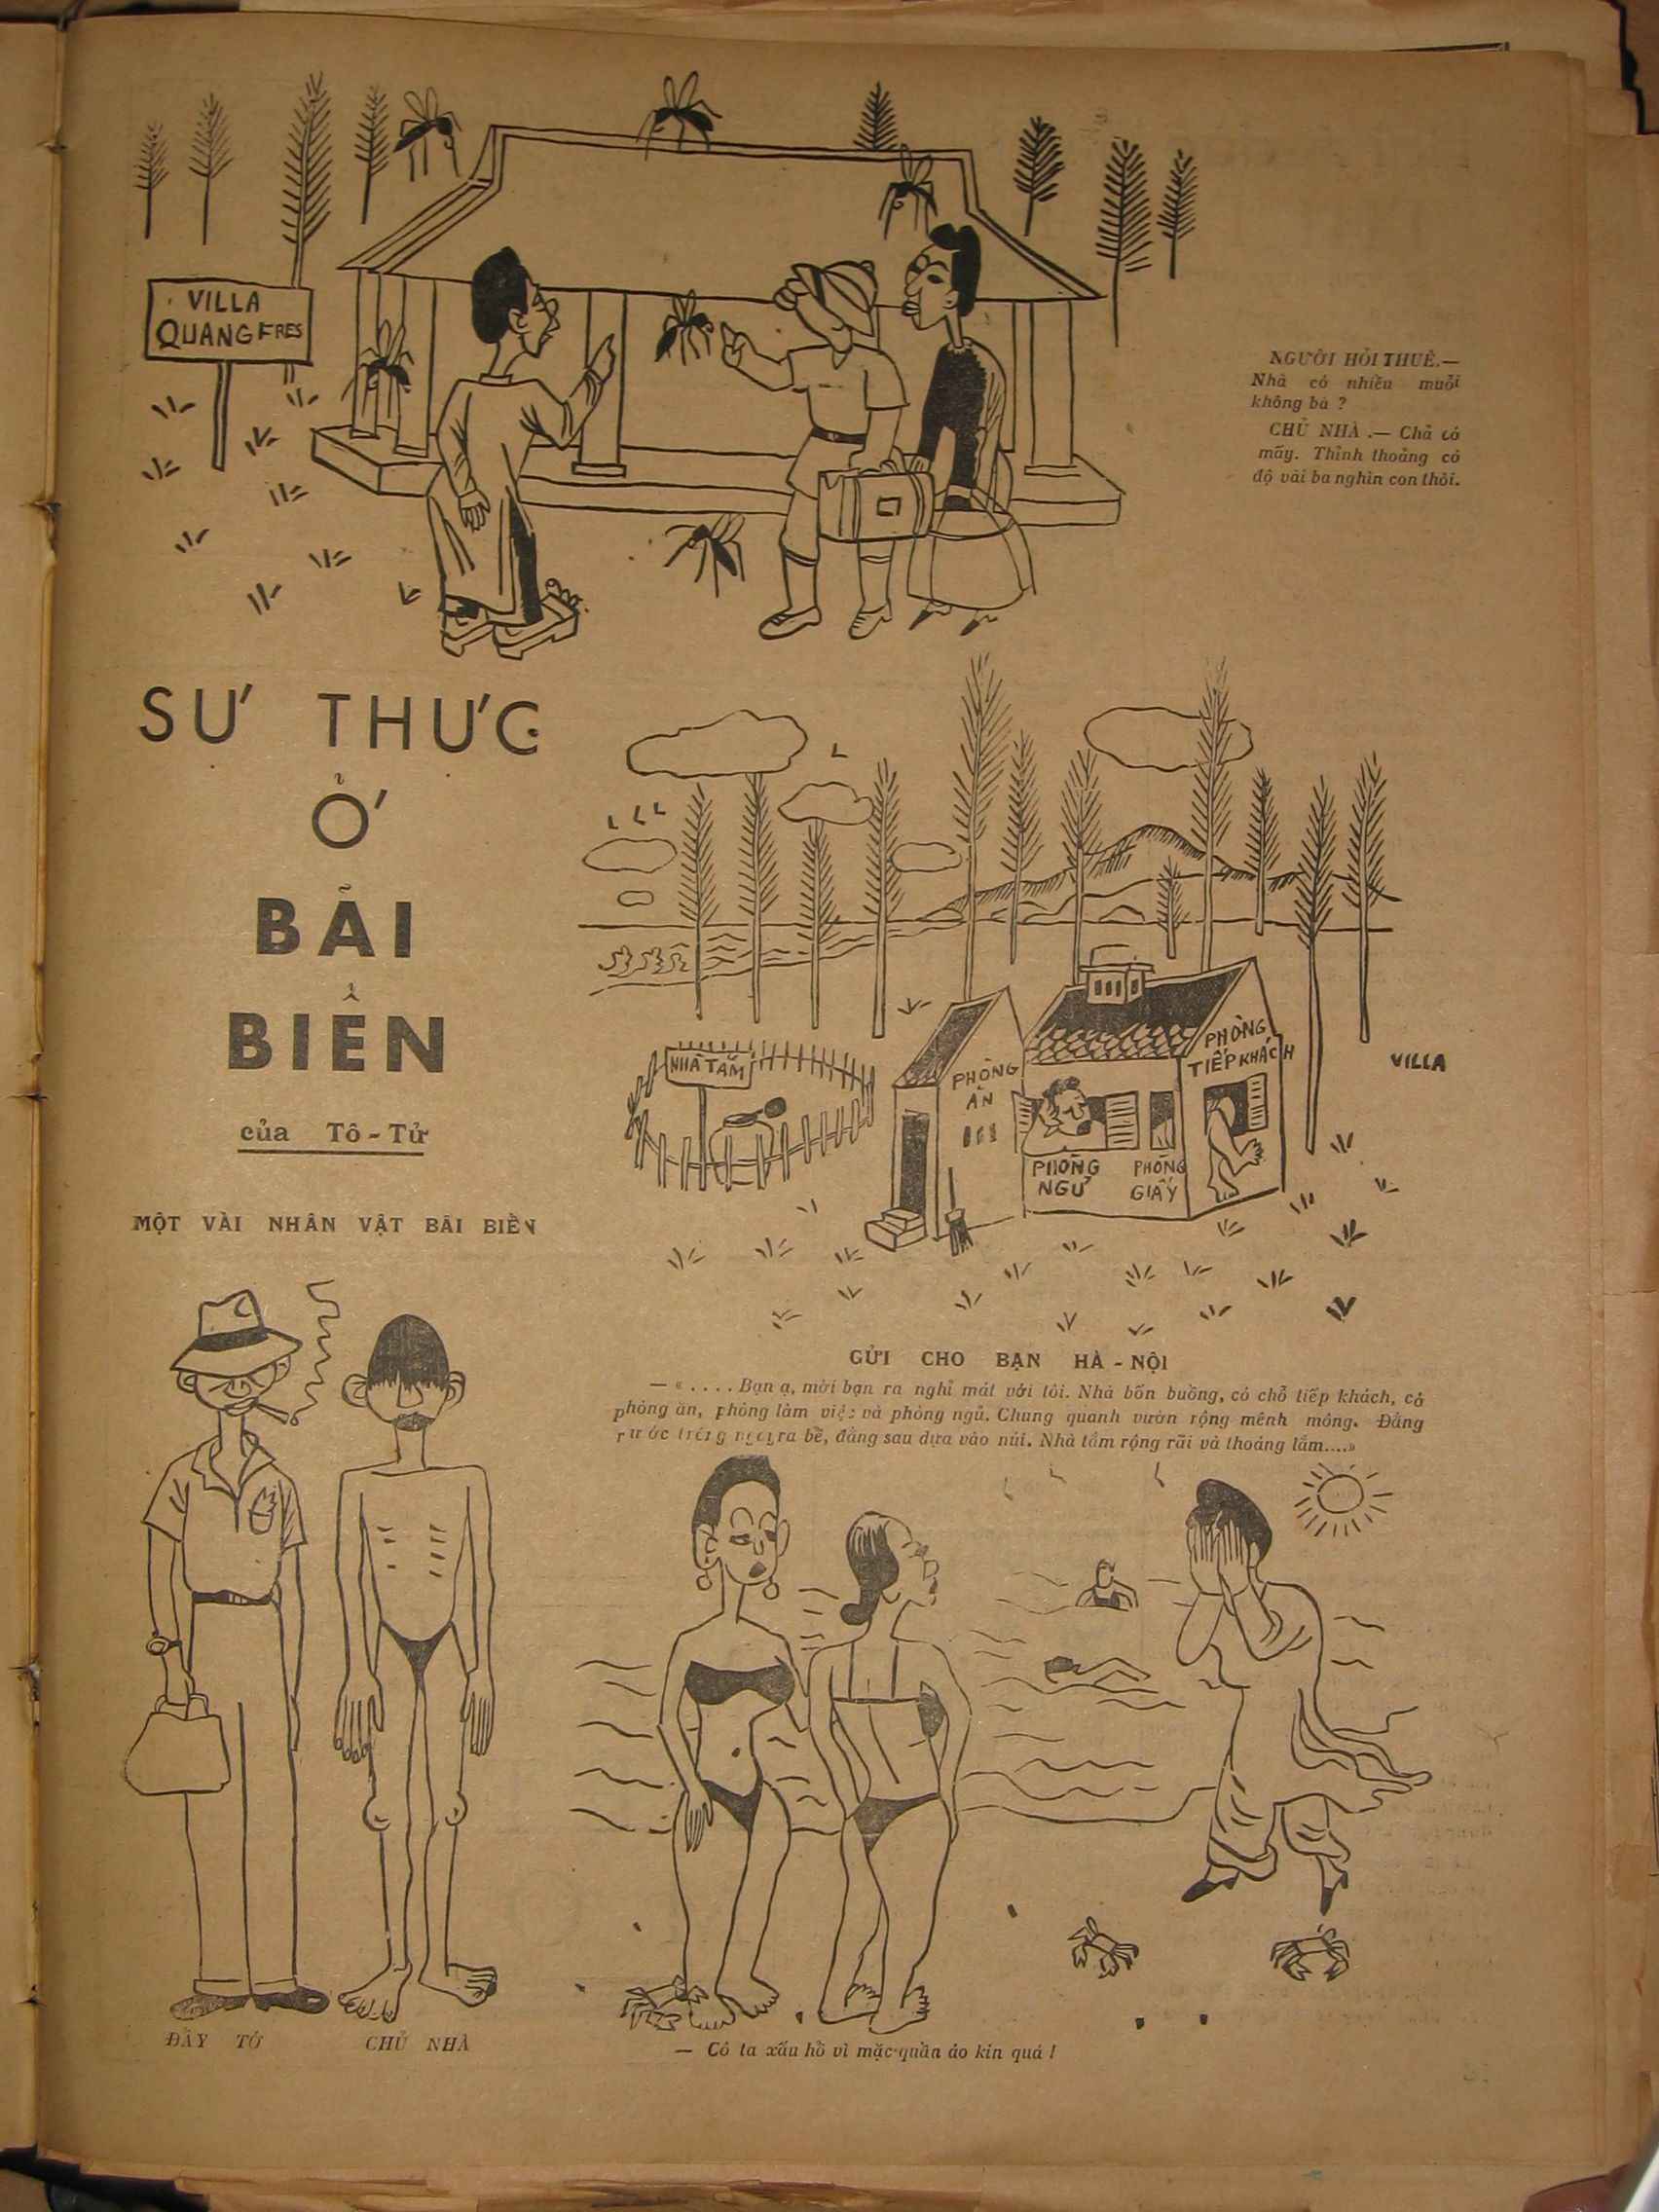 VILLA
QUANG FRES
NGƯỜI HỎI THUÊ.—
Nhà có nhiều muỗi
không bà ?
CHỦ NHÀ .— Chả có
mấy. Thỉnh thoảng có
độ vài ba nghìn con thôi.
SỰ THỰC
Ở
BÃI
BIỂN
của Tô-Tử
NHÀ TẮM
PHÒNG
ĂN
PHÒNG
NGỦ
PHÒNG
GIẤY
PHÒNG
TIẾP KHÁCH
VILLA
GỬI CHO BẠN HÀ-NỘI
— «....Bạn ạ, mời bạn ra nghỉ mát với tôi. Nhà bốn buồng, có chỗ tiếp khách, có
phòng ăn, phòng làm việc và phòng ngủ. Chung quanh vườn rộng mênh mông. Đằng
trước trông ngay ra bể, đằng sau dựa vào núi. Nhà tắm rộng rãi và thoáng lắm....»
MỘT VÀI NHÂN VẬT BÃI BIỂN
ĐẦY TỚ
CHỦ NHÀ
— Cô ta xấu hổ vì mặc quần áo kín quá !